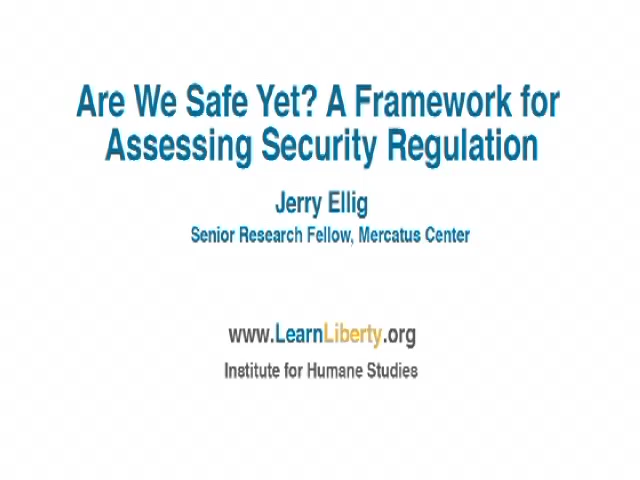 Are We Safe Yet? A Framework for
Assessing Security Regulation
Jerry Ellig
Senior Research Fellow, Mercatus Center
www.LearnLiberty.org
Institute for Humane Studies